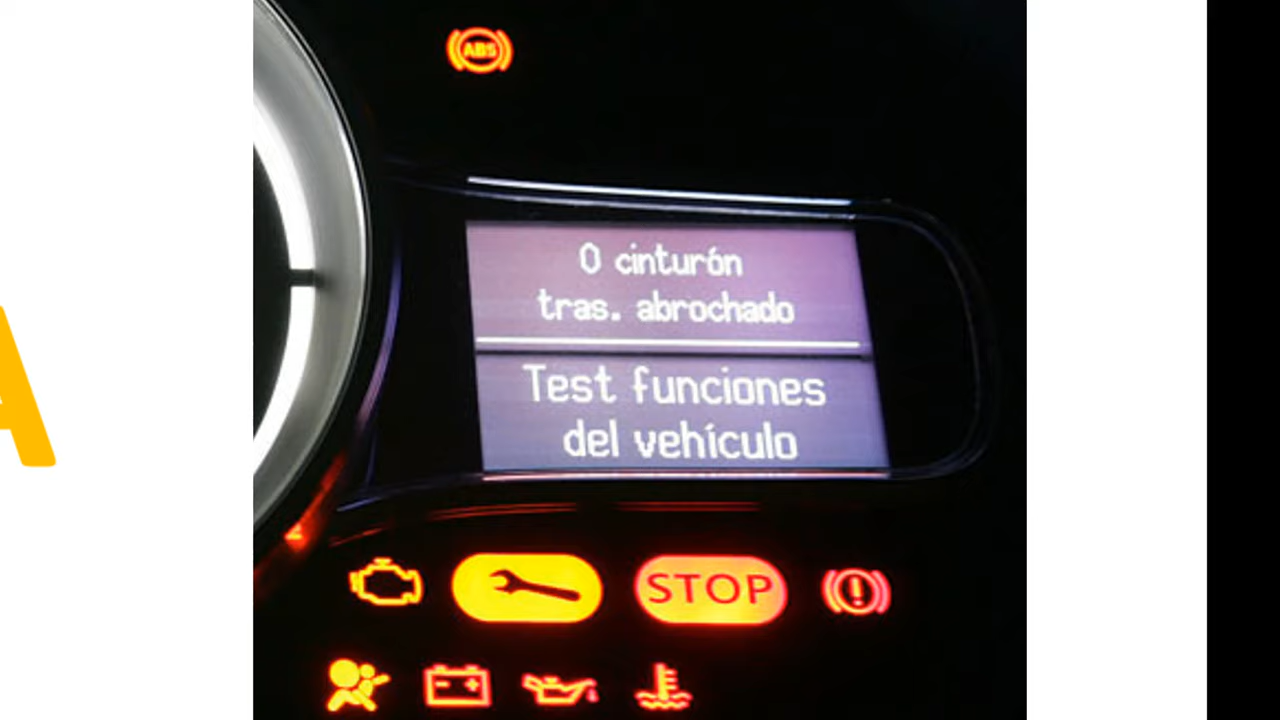 A
ABS
0 cinturón
tras. abrochado
Test funciones
del vehículo
STOP